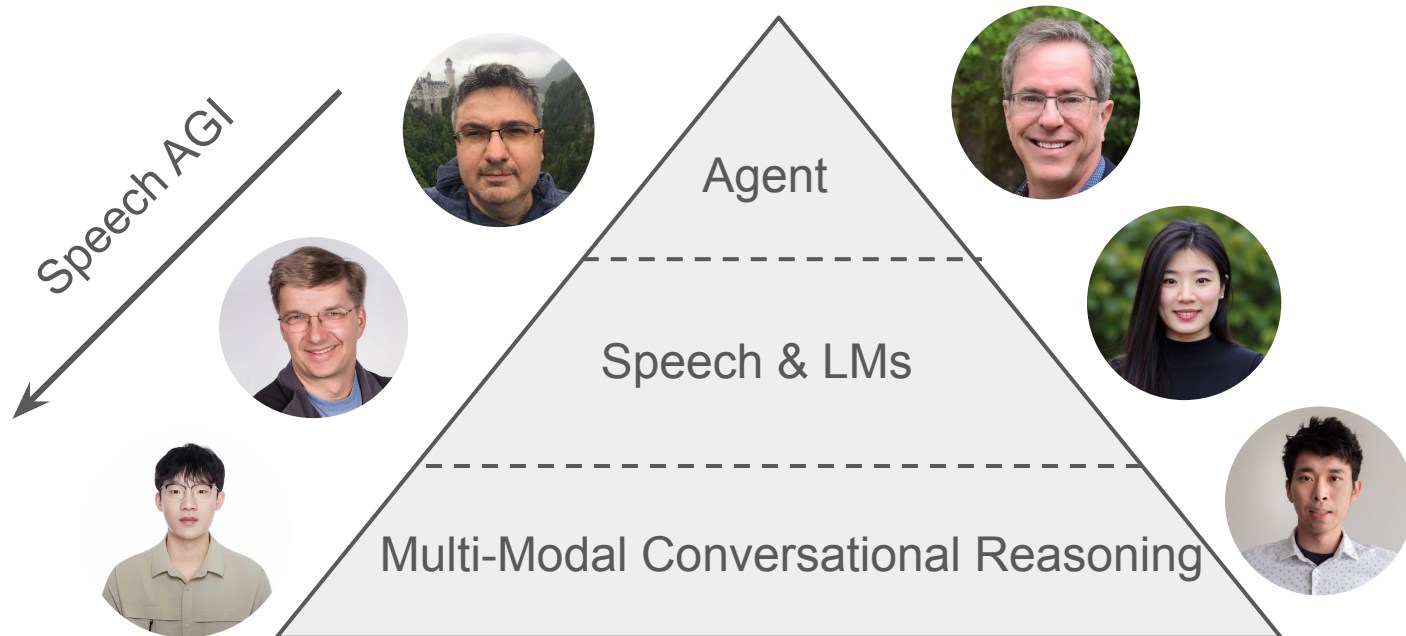 Speech AGI
Agent
Speech & LMs
Multi-Modal Conversational Reasoning